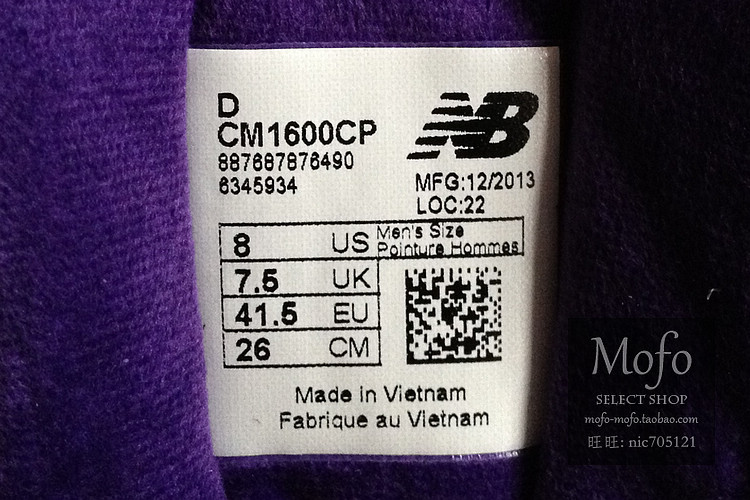 D
CM1600CP
887687876490
6345934
NB
MFG:12/2013
LOC:22
8 US Men's Size
Pointure Hommes
7.5 UK
41.5 EU
26 CM
Made in Vietnam
Fabrique au Vietnam
Mofo
SELECT SHOP
mofo-mofo.taobao.com
旺旺: nic705121